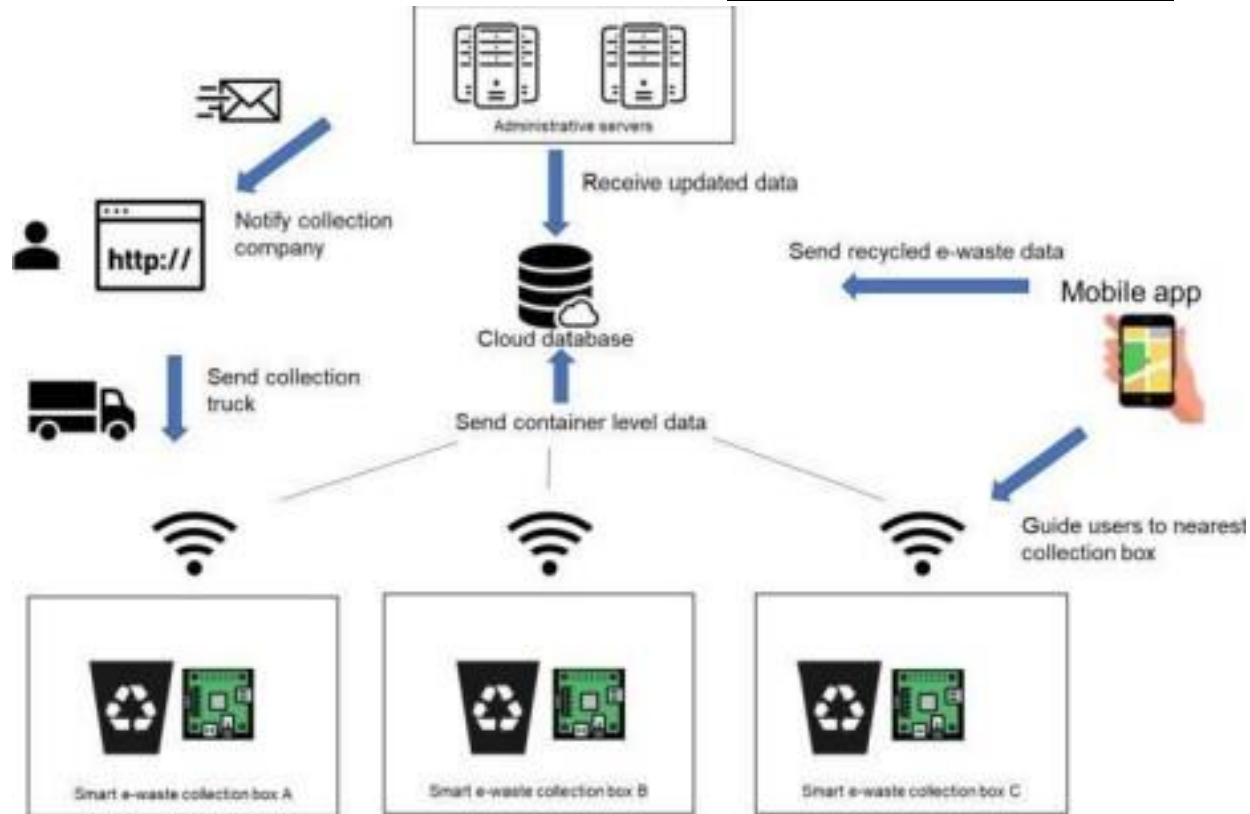 Administrative servers
Receive updated data
Notify collection
company
http://
Send recycled e-waste data
Mobile app
Cloud database
Send collection
truck
Send container level data
Guide users to nearest
collection box
Smart e-waste collection box A
Smart e-waste collection box B
Smart e-waste collection box C